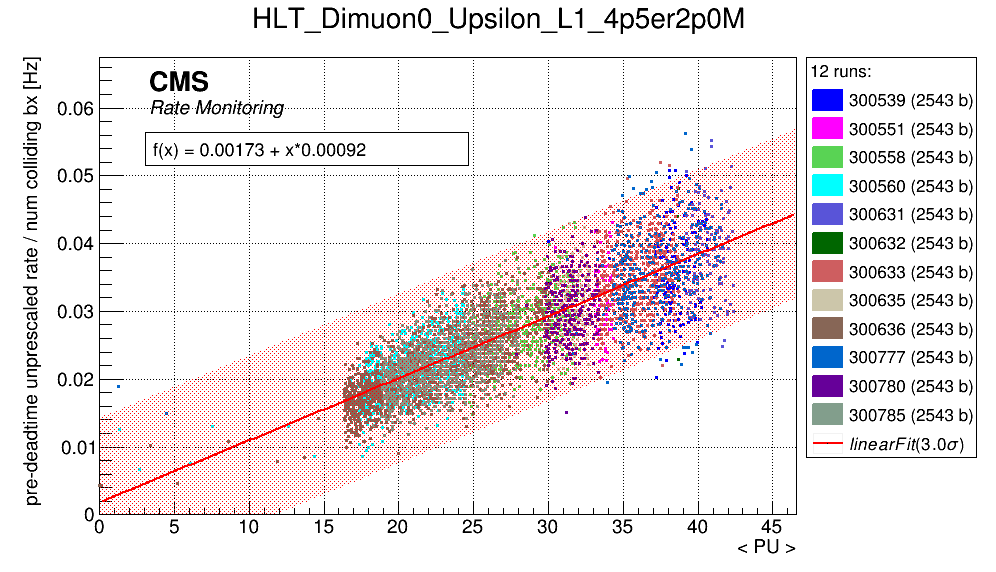 HLT_Dimuon0_Upsilon_L1_4p5er2p0M
pre-deadtime unprescaled rate / num colliding bx [Hz]
CMS
Rate Monitoring
f(x) = 0.00173 + x*0.00092
0.06
0.05
0.04
0.03
0.02
0.01
0
0 5 10 15 20 25 30 35 40 45
< PU >
12 runs:
300539 (2543 b)
300551 (2543 b)
300558 (2543 b)
300560 (2543 b)
300631 (2543 b)
300632 (2543 b)
300633 (2543 b)
300635 (2543 b)
300636 (2543 b)
300777 (2543 b)
300780 (2543 b)
300785 (2543 b)
linearFit(3.0σ)